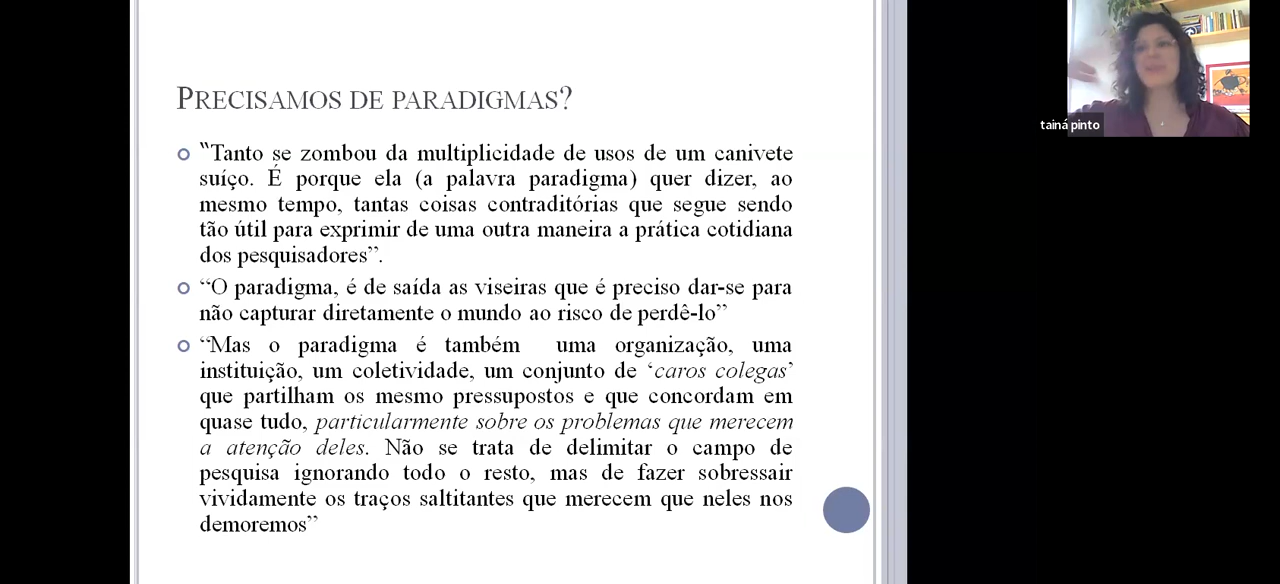 PRECISAMOS DE PARADIGMAS?
“Tanto se zombou da multiplicidade de usos de um canivete
suíço. É porque ela (a palavra paradigma) quer dizer, ao
mesmo tempo, tantas coisas contraditórias que segue sendo
tão útil para exprimir de uma outra maneira a prática cotidiana
dos pesquisadores”.
“O paradigma, é de saída as viseiras que é preciso dar-se para
não capturar diretamente o mundo ao risco de perdê-lo”
“Mas o paradigma é também uma organização, uma
instituição, um coletividade, um conjunto de ‘caros colegas’
que partilham os mesmo pressupostos e que concordam em
quase tudo, particularmente sobre os problemas que merecem
a atenção deles. Não se trata de delimitar o campo de
pesquisa ignorando todo o resto, mas de fazer sobressair
vividamente os traços saltitantes que merecem que neles nos
demoremos”
tainá pinto